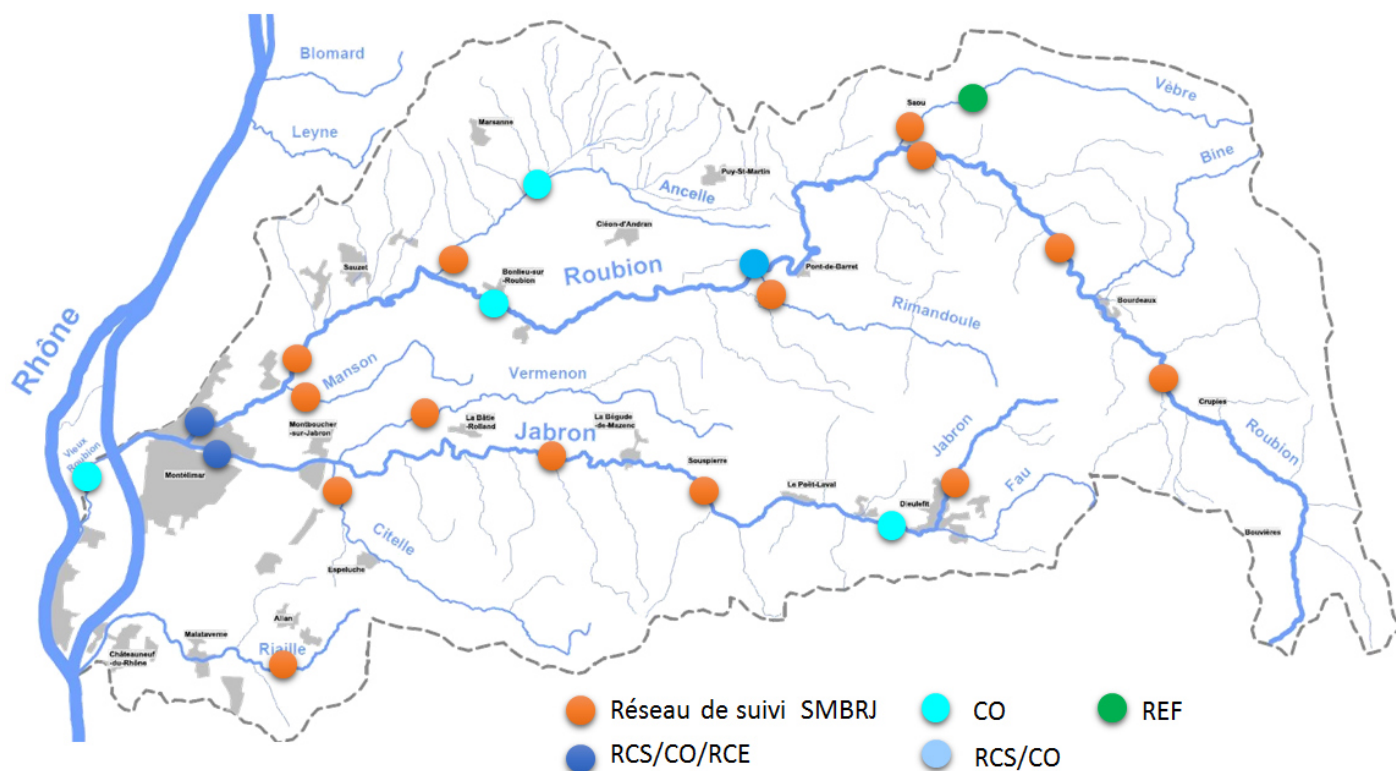 Blomard
Leyne
Vèbre
Bine
Saou
Marsanne
Puy-St-Martin
Ancelle
Cléon-d'Andran
Sauzet
Bonlieu-sur
-Roubion
Roubion
Pont-de-Barret
Bourdeaux
Rimandoule
Rhône
Manson
Vermenon
Crupies
Roubion
Montboucher
-sur-Jabron
La Bâtie
-Rolland
La Bégude
-de-Mazenc
Jabron
Jabron
Vieux
Roubion
Montélimar
Souspierre
Le Poët-Laval
Dieulefit
Fau
Bouvières
Citelle
Espeluche
Allan
Riaille
Malataverne
Châteauneuf
-du-Rhône
Réseau de suivi SMBRJ
CO
REF
RCS/CO/RCE
RCS/CO